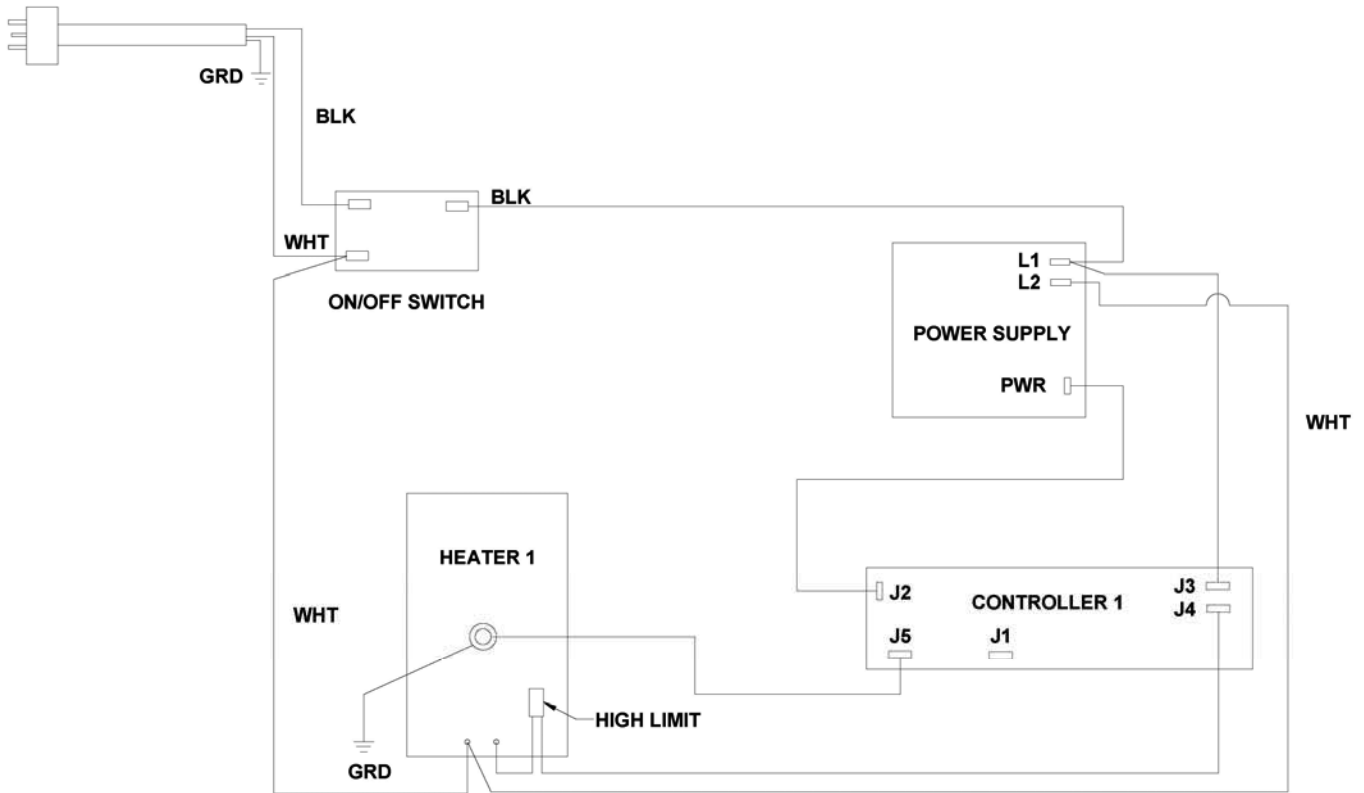 GRD
BLK
BLK
WHT
ON/OFF SWITCH
L1
L2
POWER SUPPLY
PWR
WHT
HEATER 1
WHT
HIGH LIMIT
GRD
J2
CONTROLLER 1
J3
J4
J5
J1